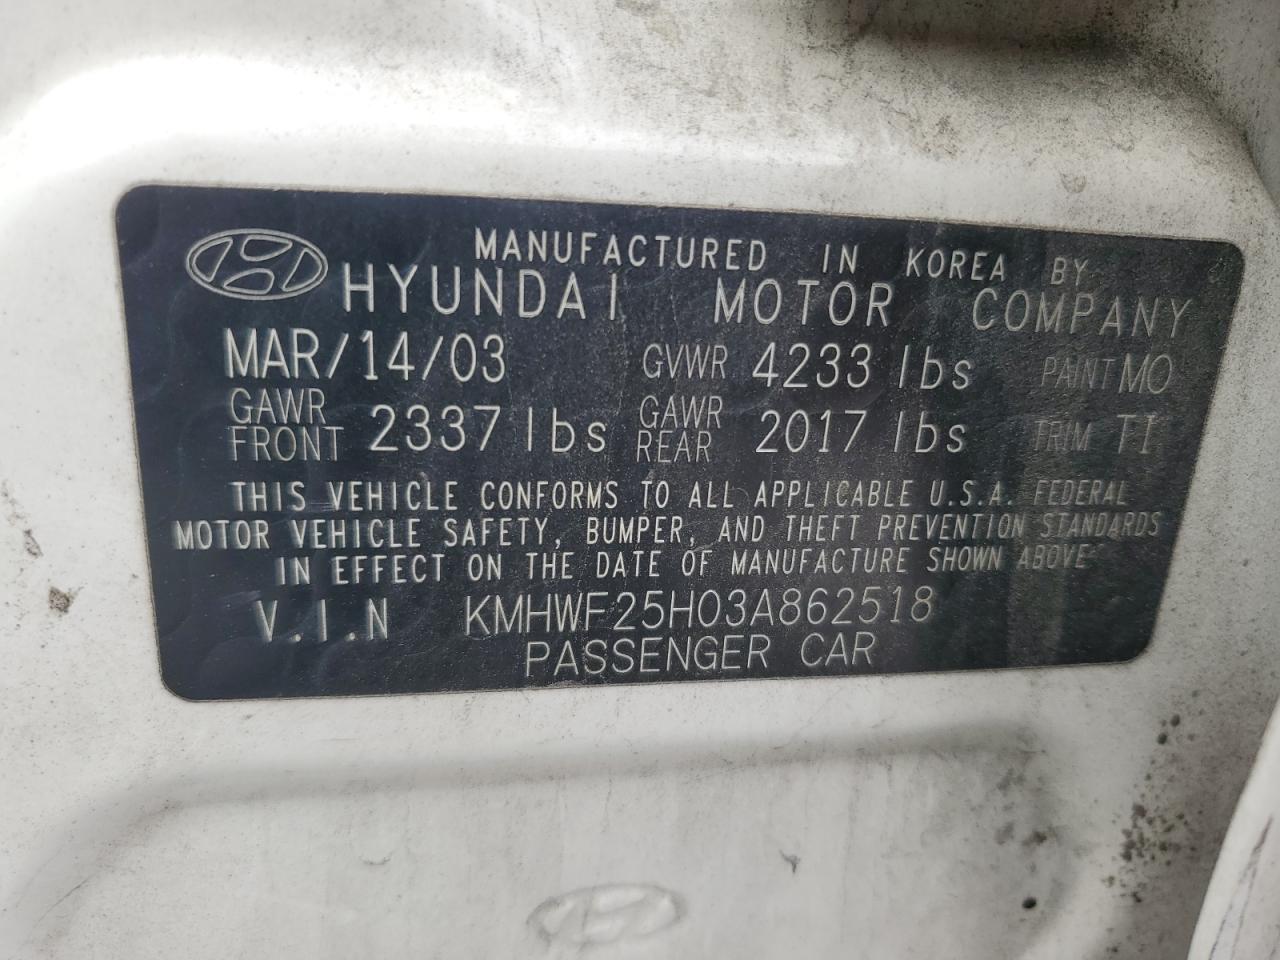 MANUFACTURED IN KOREA BY
HYUNDAI MOTOR COMPANY
MAR/14/03 GVWR 4233 lbs PAINT MO
GAWR FRONT 2337 lbs GAWR REAR 2017 lbs TRIM TI
THIS VEHICLE CONFORMS TO ALL APPLICABLE U.S.A. FEDERAL
MOTOR VEHICLE SAFETY, BUMPER, AND THEFT PREVENTION STANDARDS
IN EFFECT ON THE DATE OF MANUFACTURE SHOWN ABOVE
V.I.N KMHWF25H03A862518
PASSENGER CAR